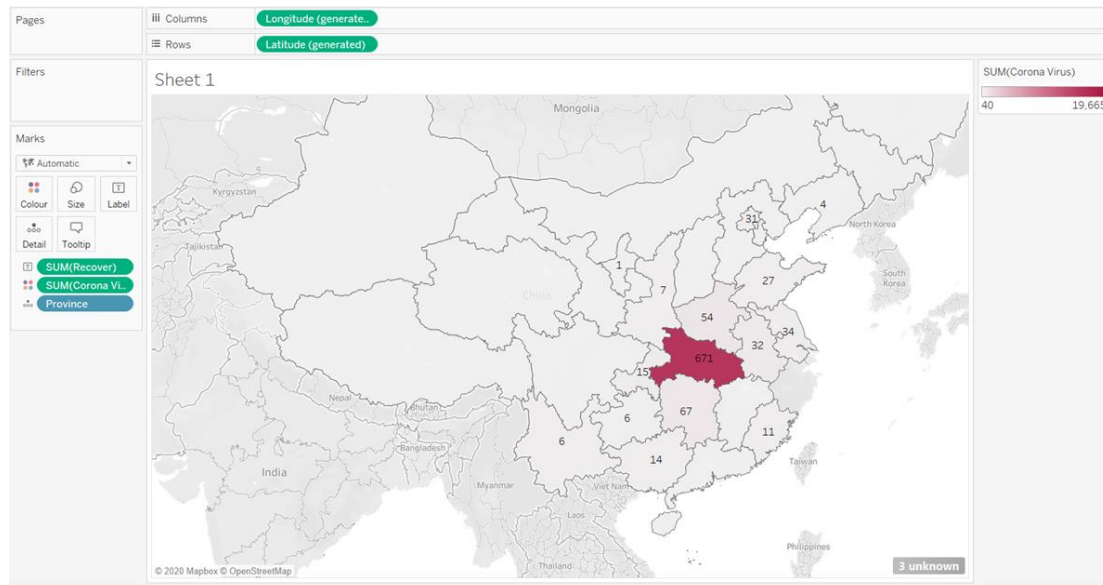 Pages
Columns
Longitude (generate..
Rows
Latitude (generated)
Filters
Marks
Automatic
Colour
Size
Label
Detail
Tooltip
SUM(Recover)
SUM(Corona Vi..
Province
Sheet 1
Mongolia
Kyrgyzstan
Tajikistan
North Korea
South
Korea
China
Nepal
Bhutan
Bangladesh
India
Myanmar
Viet Nam
Laos
Thailand
Taiwan
Philippines
4
31
1
7
27
54
34
32
671
15
67
6
6
11
14
© 2020 Mapbox © OpenStreetMap
3 unknown
SUM(Corona Virus)
40
19,665